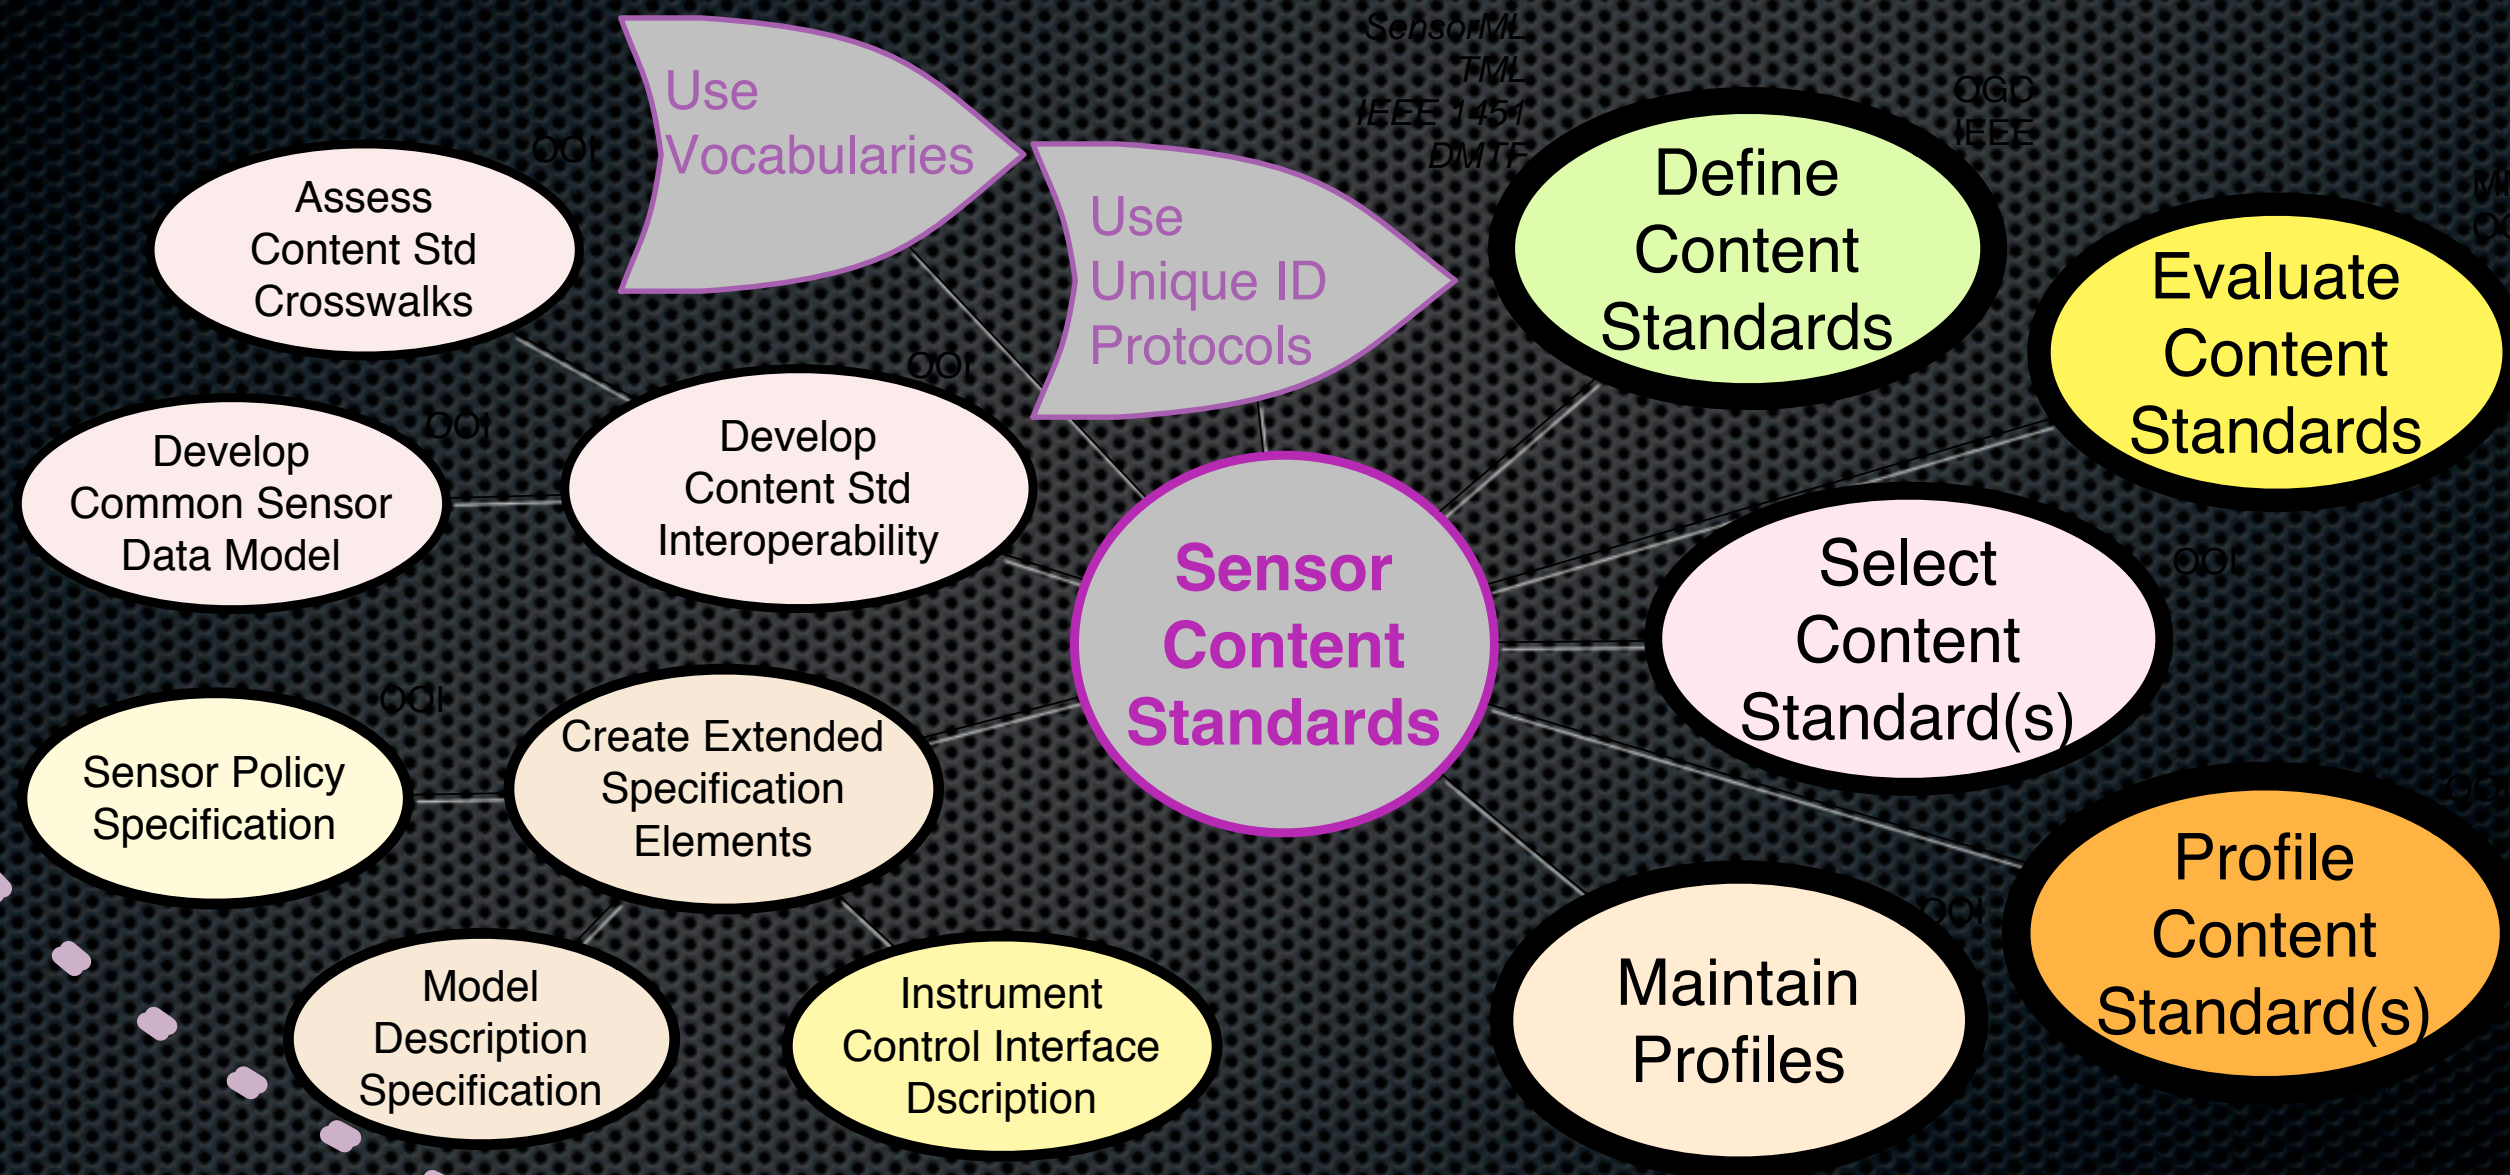 SensorML
TML
IEEE 1451
DMTF
OGC
IEEE
Use
Vocabularies
Use
Unique ID
Protocols
Define
Content
Standards
OOI
Assess
Content Std
Crosswalks
Evaluate
Content
Standards
OOI
Develop
Content Std
Interoperability
OOI
Develop
Common Sensor
Data Model
Sensor
Content
Standards
OOI
Select
Content
Standard(s)
OOI
Sensor Policy
Specification
Create Extended
Specification
Elements
OOI
Profile
Content
Standard(s)
OOI
Maintain
Profiles
Model
Description
Specification
Instrument
Control Interface
Dscription